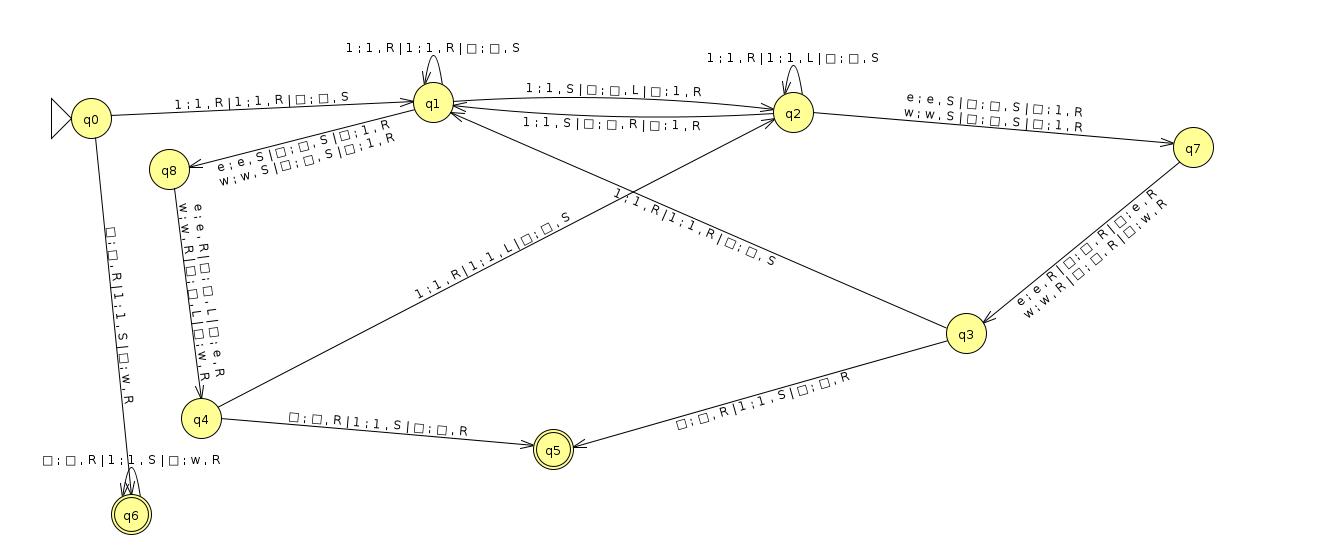 1 ; 1 , R | 1 ; 1 , R | □ ; □ , S
1 ; 1 , R | 1 ; 1 , L | □ ; □ , S
1 ; 1 , R | 1 ; 1 , R | □ ; □ , S
q1
1 ; 1 , S | □ ; □ , L | □ ; 1 , R
q2
q0
1 ; 1 , S | □ ; □ , R | □ ; 1 , R
e ; e , S | □ ; □ , S | □ ; 1 , R
w ; w , S | □ ; □ , S | □ ; 1 , R
q7
q8
e ; e , S | □ ; □ , S | □ ; 1 , R
w ; w , S | □ ; □ , S | □ ; 1 , R
e ; e , R | □ ; □ , L | □ ; e , R
w ; w , R | □ ; □ , L | □ ; w , R
1 ; 1 , R | 1 ; 1 , L | □ ; □ , S
1 ; 1 , R | 1 ; 1 , R | □ ; □ , S
e ; e , R | □ ; □ , R | □ ; e , R
w ; w , R | □ ; □ , R | □ ; w , R
□ ; □ , R | 1 ; 1 , S | □ ; w , R
q3
q4
□ ; □ , R | 1 ; 1 , S | □ ; □ , R
□ ; □ , R | 1 ; 1 , S | □ ; □ , R
q5
□ ; □ , R | 1 ; 1 , S | □ ; w , R
q6